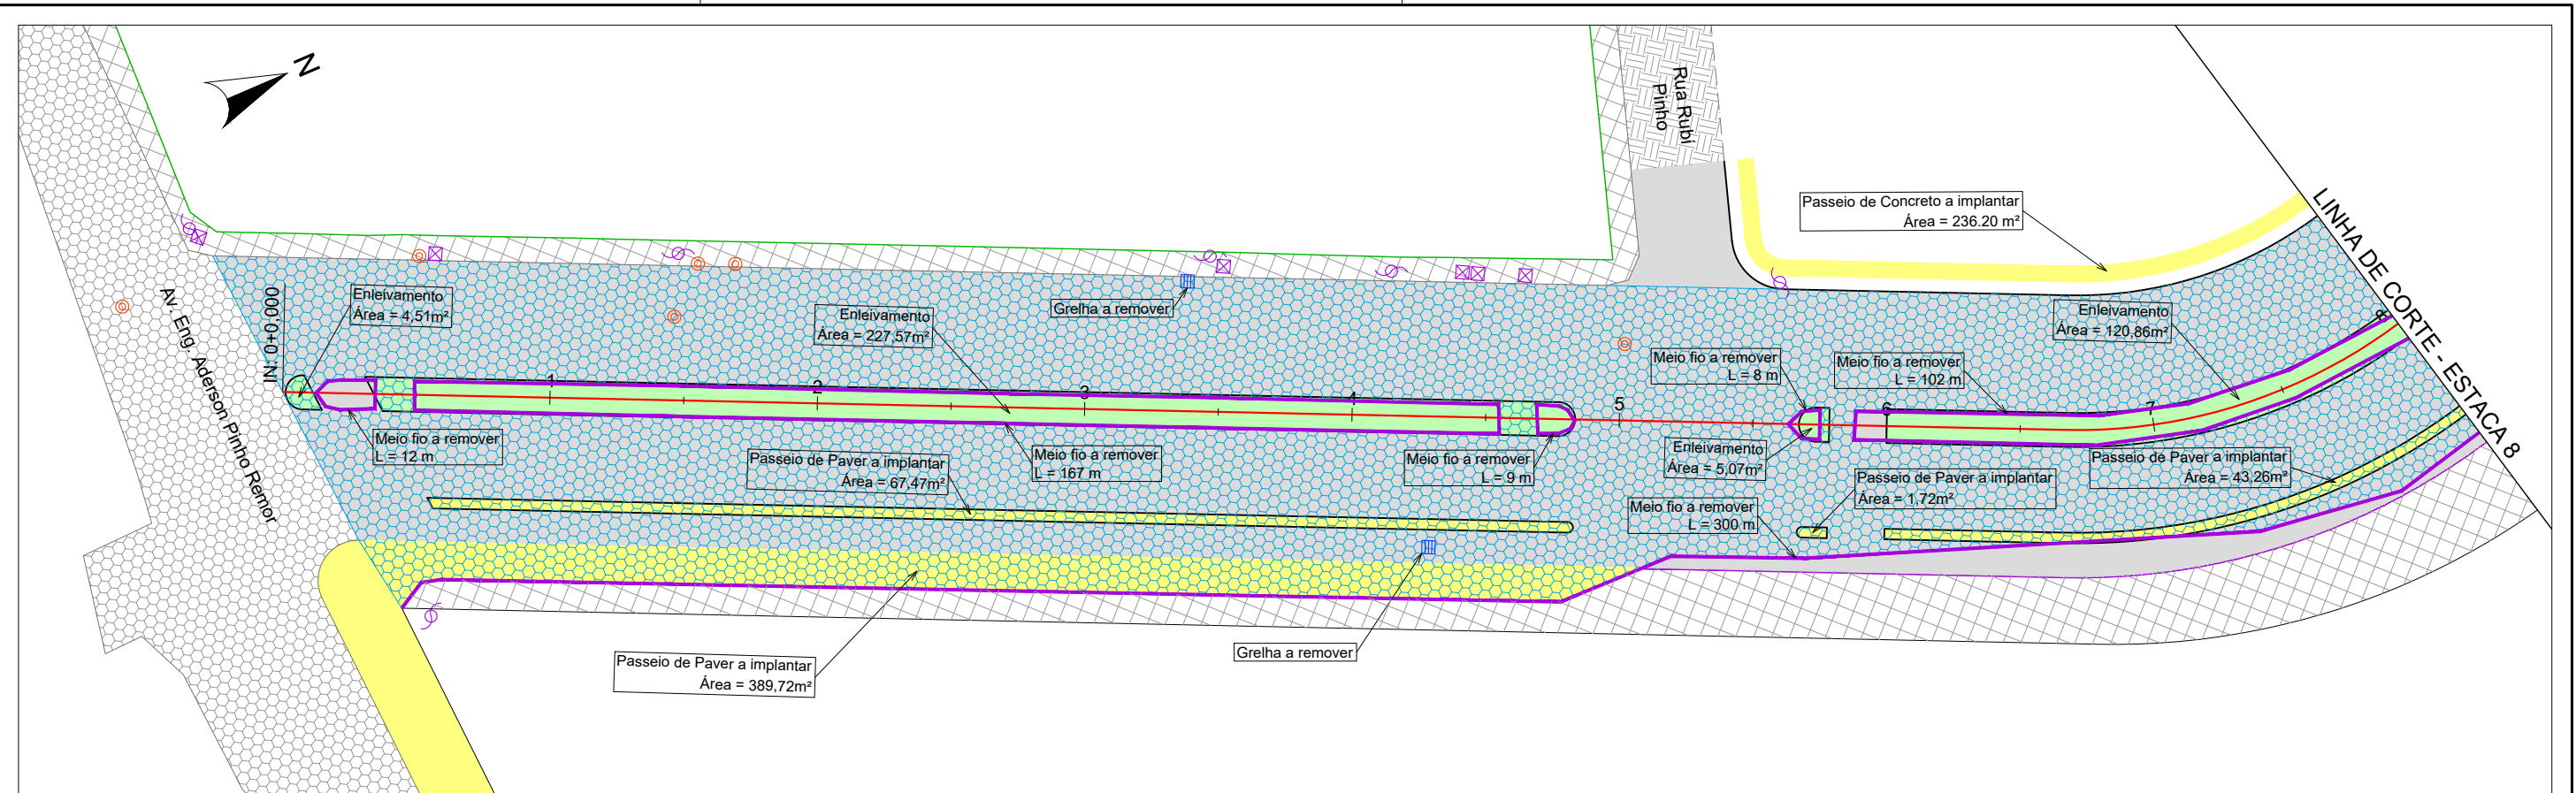 N
Rua Rubi
Pinho
Passeio de Concreto a implantar
Área = 236.20 m²
LINHA DE CORTE - ESTACA 8
Av. Eng. Aderson Pinho Remor
INI: 0+0,000
Enleivamento
Área = 4,51m²
Enleivamento
Área = 227,57m²
Grelha a remover
Enleivamento
Área = 120,86m²
Meio fio a remover
L = 8 m
Meio fio a remover
L = 102 m
1
2
3
4
5
6
7
8
Meio fio a remover
L = 12 m
Passeio de Paver a implantar
Área = 67,47m²
Meio fio a remover
L = 167 m
Meio fio a remover
L = 9 m
Enleivamento
Área = 5,07m²
Passeio de Paver a implantar
Área = 43,26m²
Passeio de Paver a implantar
Área = 1,72m²
Meio fio a remover
L = 300 m
Grelha a remover
Passeio de Paver a implantar
Área = 389,72m²